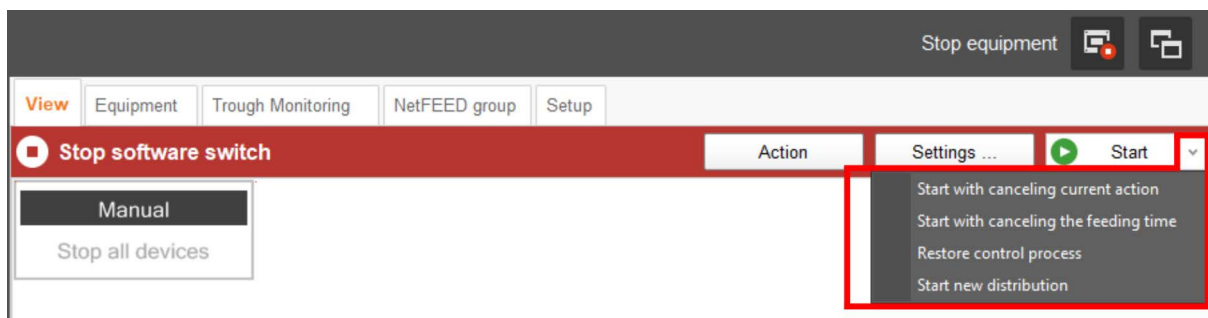 Stop equipment
View Equipment Trough Monitoring NetFEED group Setup
Stop software switch Action Settings ... Start
Manual
Stop all devices
Start with canceling current action
Start with canceling the feeding time
Restore control process
Start new distribution